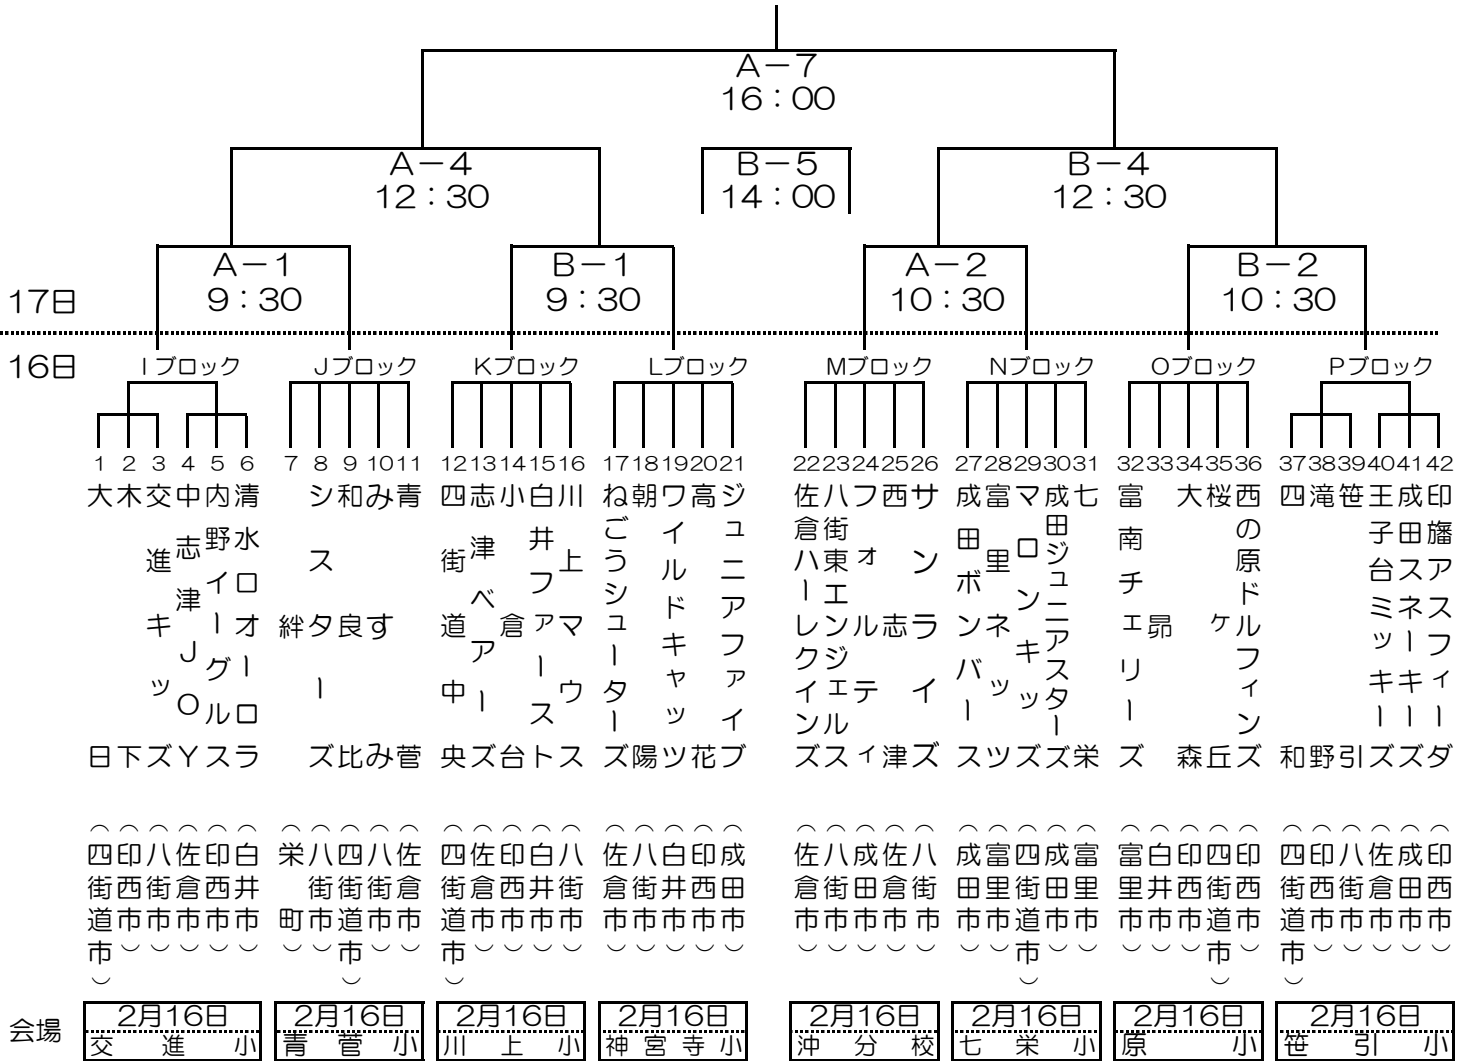 A-7
16:00
A-4
12:30
B-5
14:00
B-4
12:30
A-1
9:30
B-1
9:30
A-2
10:30
B-2
10:30
17日
16日
Iブロック
Jブロック
Kブロック
Lブロック
Mブロック
Nブロック
Oブロック
Pブロック
1 大日 (四街道市)
2 木下 (印西市)
3 交進キッズ (八街市)
4 中志津JOY (佐倉市)
5 内野イーグルス (印西市)
6 清水口オーロラ (白井市)
7 絆 (栄町)
8 シスターズ (八街市)
9 和良比 (四街道市)
10 みすみ (八街市)
11 青菅 (佐倉市)
12 四街道中央 (四街道市)
13 志津ベアーズ (佐倉市)
14 小倉台 (印西市)
15 白井ファースト (白井市)
16 川上マウス (八街市)
17 ねごうシューターズ (佐倉市)
18 朝陽 (八街市)
19 ワイルドキャッツ (白井市)
20 高花 (印西市)
21 ジュニアファイブ (成田市)
22 佐倉ハーレクインズ (佐倉市)
23 八街東エンジェルス (八街市)
24 フォルティ (成田市)
25 西志津 (佐倉市)
26 サンライズ (八街市)
27 成田ボンバース (成田市)
28 富里ネッツ (富里市)
29 マロンキッズ (四街道市)
30 成田ジュニアスターズ (成田市)
31 七栄 (富里市)
32 富南チェリーズ (富里市)
33 昴 (白井市)
34 大森 (印西市)
35 桜ケ丘 (四街道市)
36 西の原ドルフィンズ (印西市)
37 四和 (四街道市)
38 滝野 (印西市)
39 笹引 (八街市)
40 王子台ミッキーズ (佐倉市)
41 成田スネーキーズ (成田市)
42 印旛アスフィーダ (印西市)
会場
2月16日
交進小
2月16日
青菅小
2月16日
川上小
2月16日
神宮寺小
2月16日
沖分校
2月16日
七栄小
2月16日
原小
2月16日
笹引小